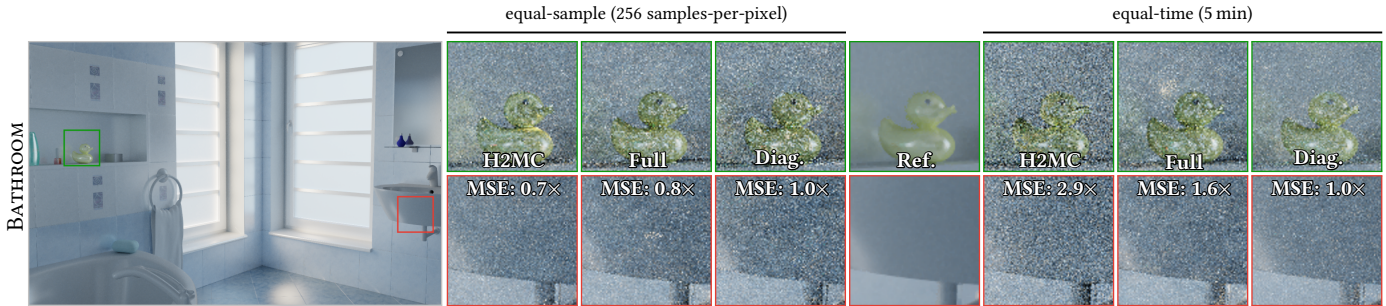 equal-sample (256 samples-per-pixel)
equal-time (5 min)
BATHROOM
H2MC
Full
Diag.
Ref.
H2MC
Full
Diag.
MSE: 0.7×
MSE: 0.8×
MSE: 1.0×
MSE: 2.9×
MSE: 1.6×
MSE: 1.0×